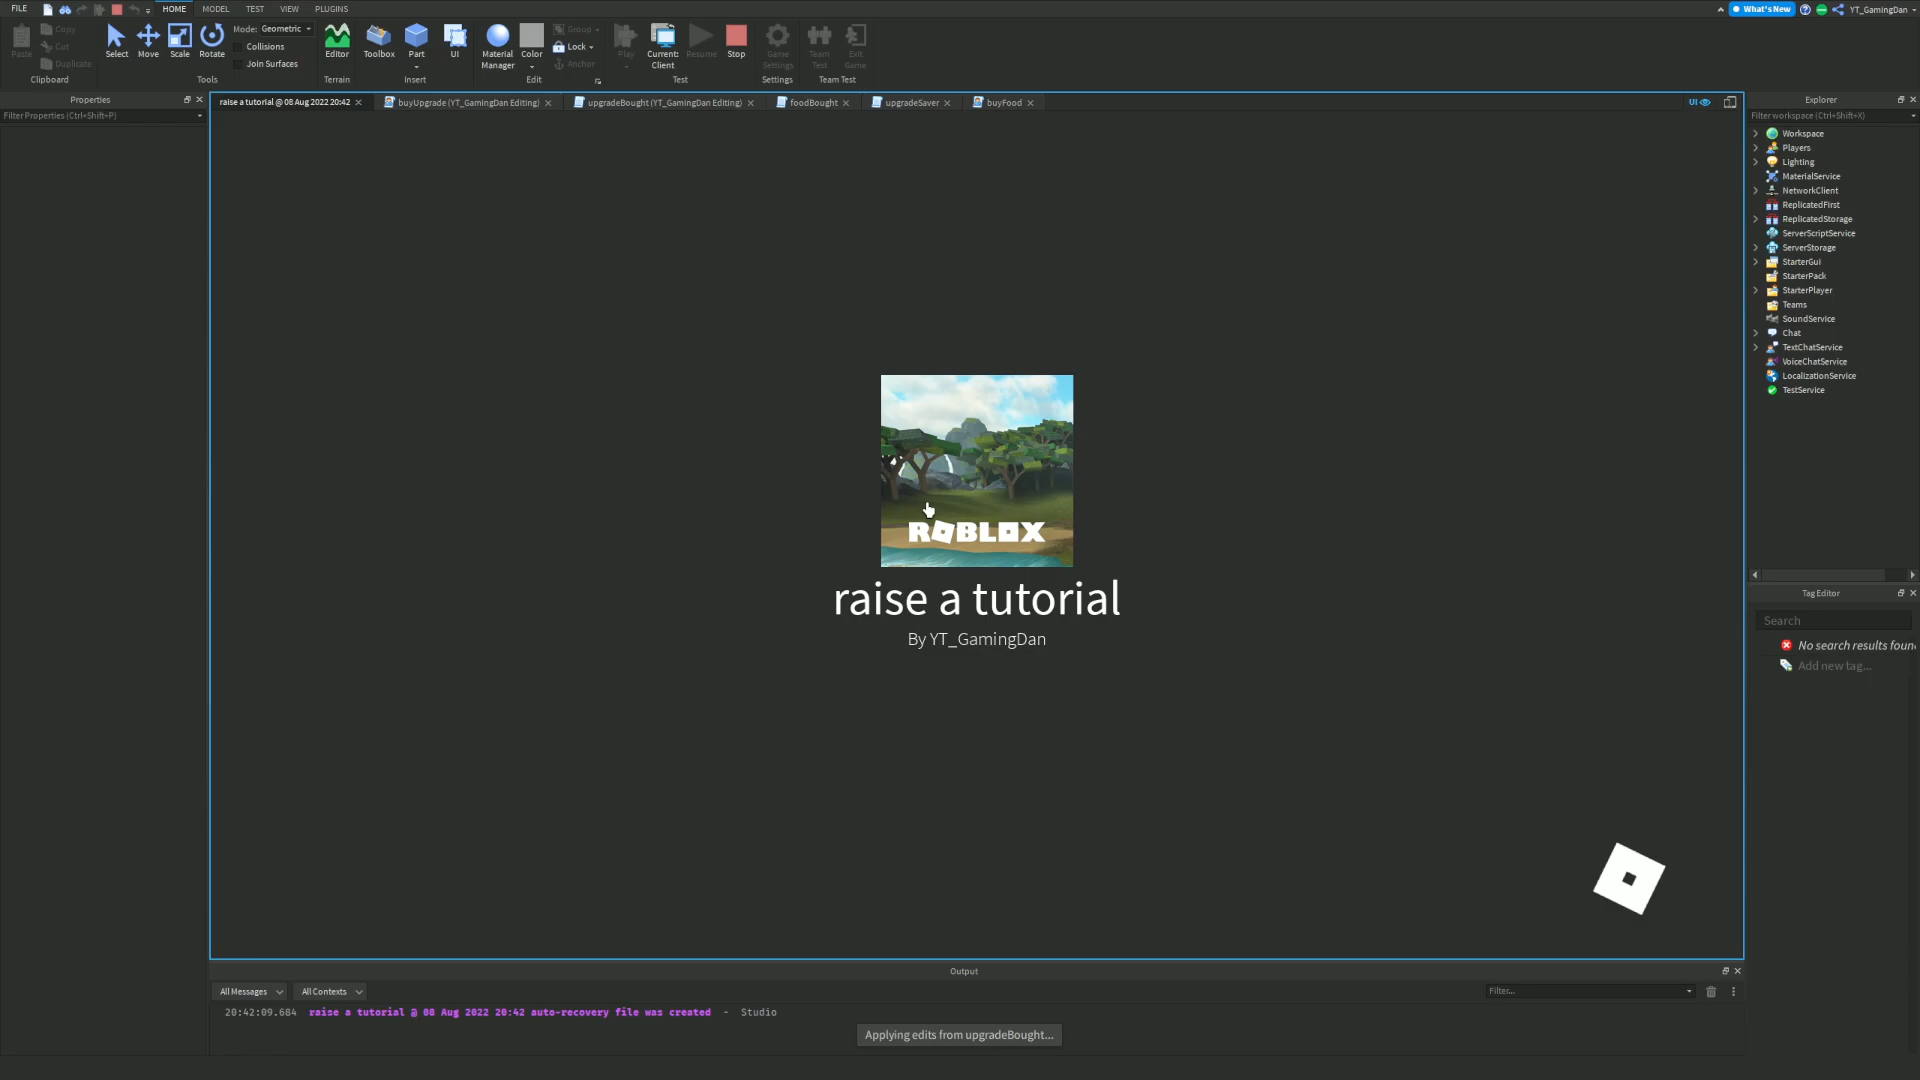 FILE MODEL TEST VIEW PLUGINS HOME
What's New YT_GamingDan
Paste Copy Cut Duplicate
Clipboard
Select Move Scale Rotate
Mode: Geometric
Collisions
Join Surfaces
Tools
Editor
Terrain
Toolbox Part UI
Insert
Material Manager Color
Group
Lock
Anchor
Edit
Play Current: Client Resume Stop
Test
Game Settings
Settings
Team Test Exit Game
Team Test
Properties
Filter Properties (Ctrl+Shift+P)
raise a tutorial @ 08 Aug 2022 20:42
buyUpgrade (YT_GamingDan Editing)
upgradeBought (YT_GamingDan Editing)
foodBought
upgradeSaver
buyFood
UI
ROBLOX
raise a tutorial
By YT_GamingDan
Explorer
Filter workspace (Ctrl+Shift+X)
Workspace
Players
Lighting
MaterialService
NetworkClient
ReplicatedFirst
ReplicatedStorage
ServerScriptService
ServerStorage
StarterGui
StarterPack
StarterPlayer
Teams
SoundService
Chat
TextChatService
VoiceChatService
LocalizationService
TestService
Tag Editor
Search
No search results foun
Add new tag...
Output
All Messages
All Contexts
Filter...
20:42:09.684 raise a tutorial @ 08 Aug 2022 20:42 auto-recovery file was created - Studio
Applying edits from upgradeBought...